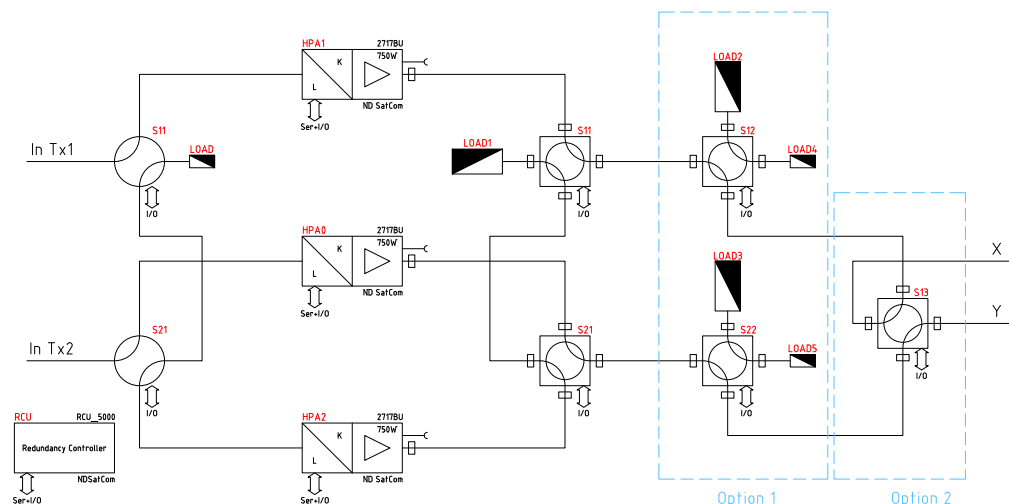 HPA1
2717BU
K
750W
L
ND SatCom
Ser+I/O
LOAD2
S11
In Tx1
LOAD
I/O
LOAD1
S11
I/O
S12
LOAD4
I/O
HPA0
2717BU
K
750W
L
ND SatCom
Ser+I/O
X
LOAD3
S13
Y
I/O
S21
In Tx2
I/O
S21
I/O
S22
LOAD5
I/O
RCU
RCU_5000
Redundancy Controller
NDSatCom
Ser+I/O
HPA2
2717BU
K
750W
L
ND SatCom
Ser+I/O
Option 1
Option 2